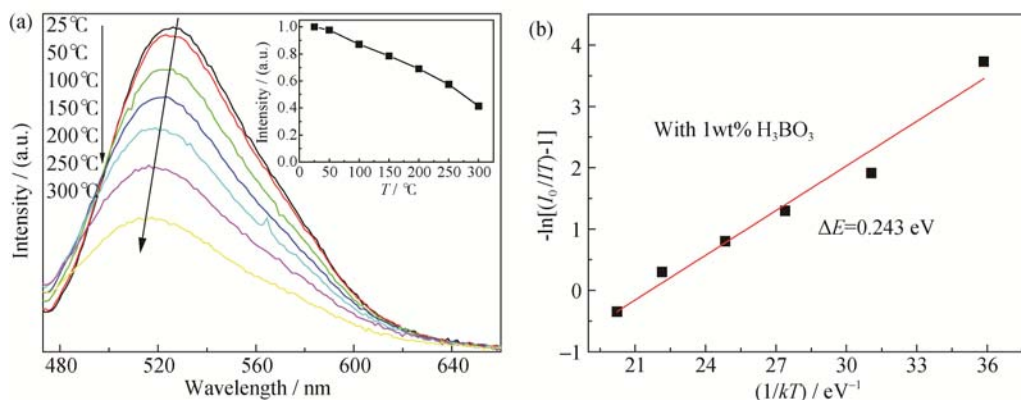 (a)
25℃
50℃
100℃
150℃
200℃
250℃
300℃
Intensity / (a.u.)
480 520 560 600 640
Wavelength / nm
1.0
0.8
0.6
0.4
0.2
0.0
Intensity / (a.u.)
0 50 100 150 200 250 300
T / ℃
(b)
4
3
2
1
0
−1
-ln[(I₀/IT)-1]
With 1wt% H₃BO₃
ΔE=0.243 eV
21 24 27 30 33 36
(1/kT) / eV⁻¹